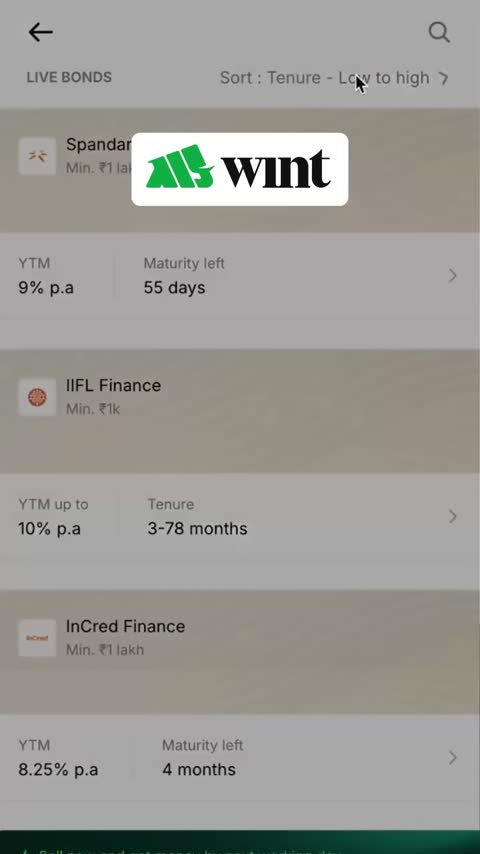 LIVE BONDS
Sort : Tenure - Low to high
Spandar
Min. ₹1 lak
wint
YTM
Maturity left
9% p.a
55 days
IIFL Finance
Min. ₹1k
YTM up to
Tenure
10% p.a
3-78 months
InCred
InCred Finance
Min. ₹1 lakh
YTM
Maturity left
8.25% p.a
4 months